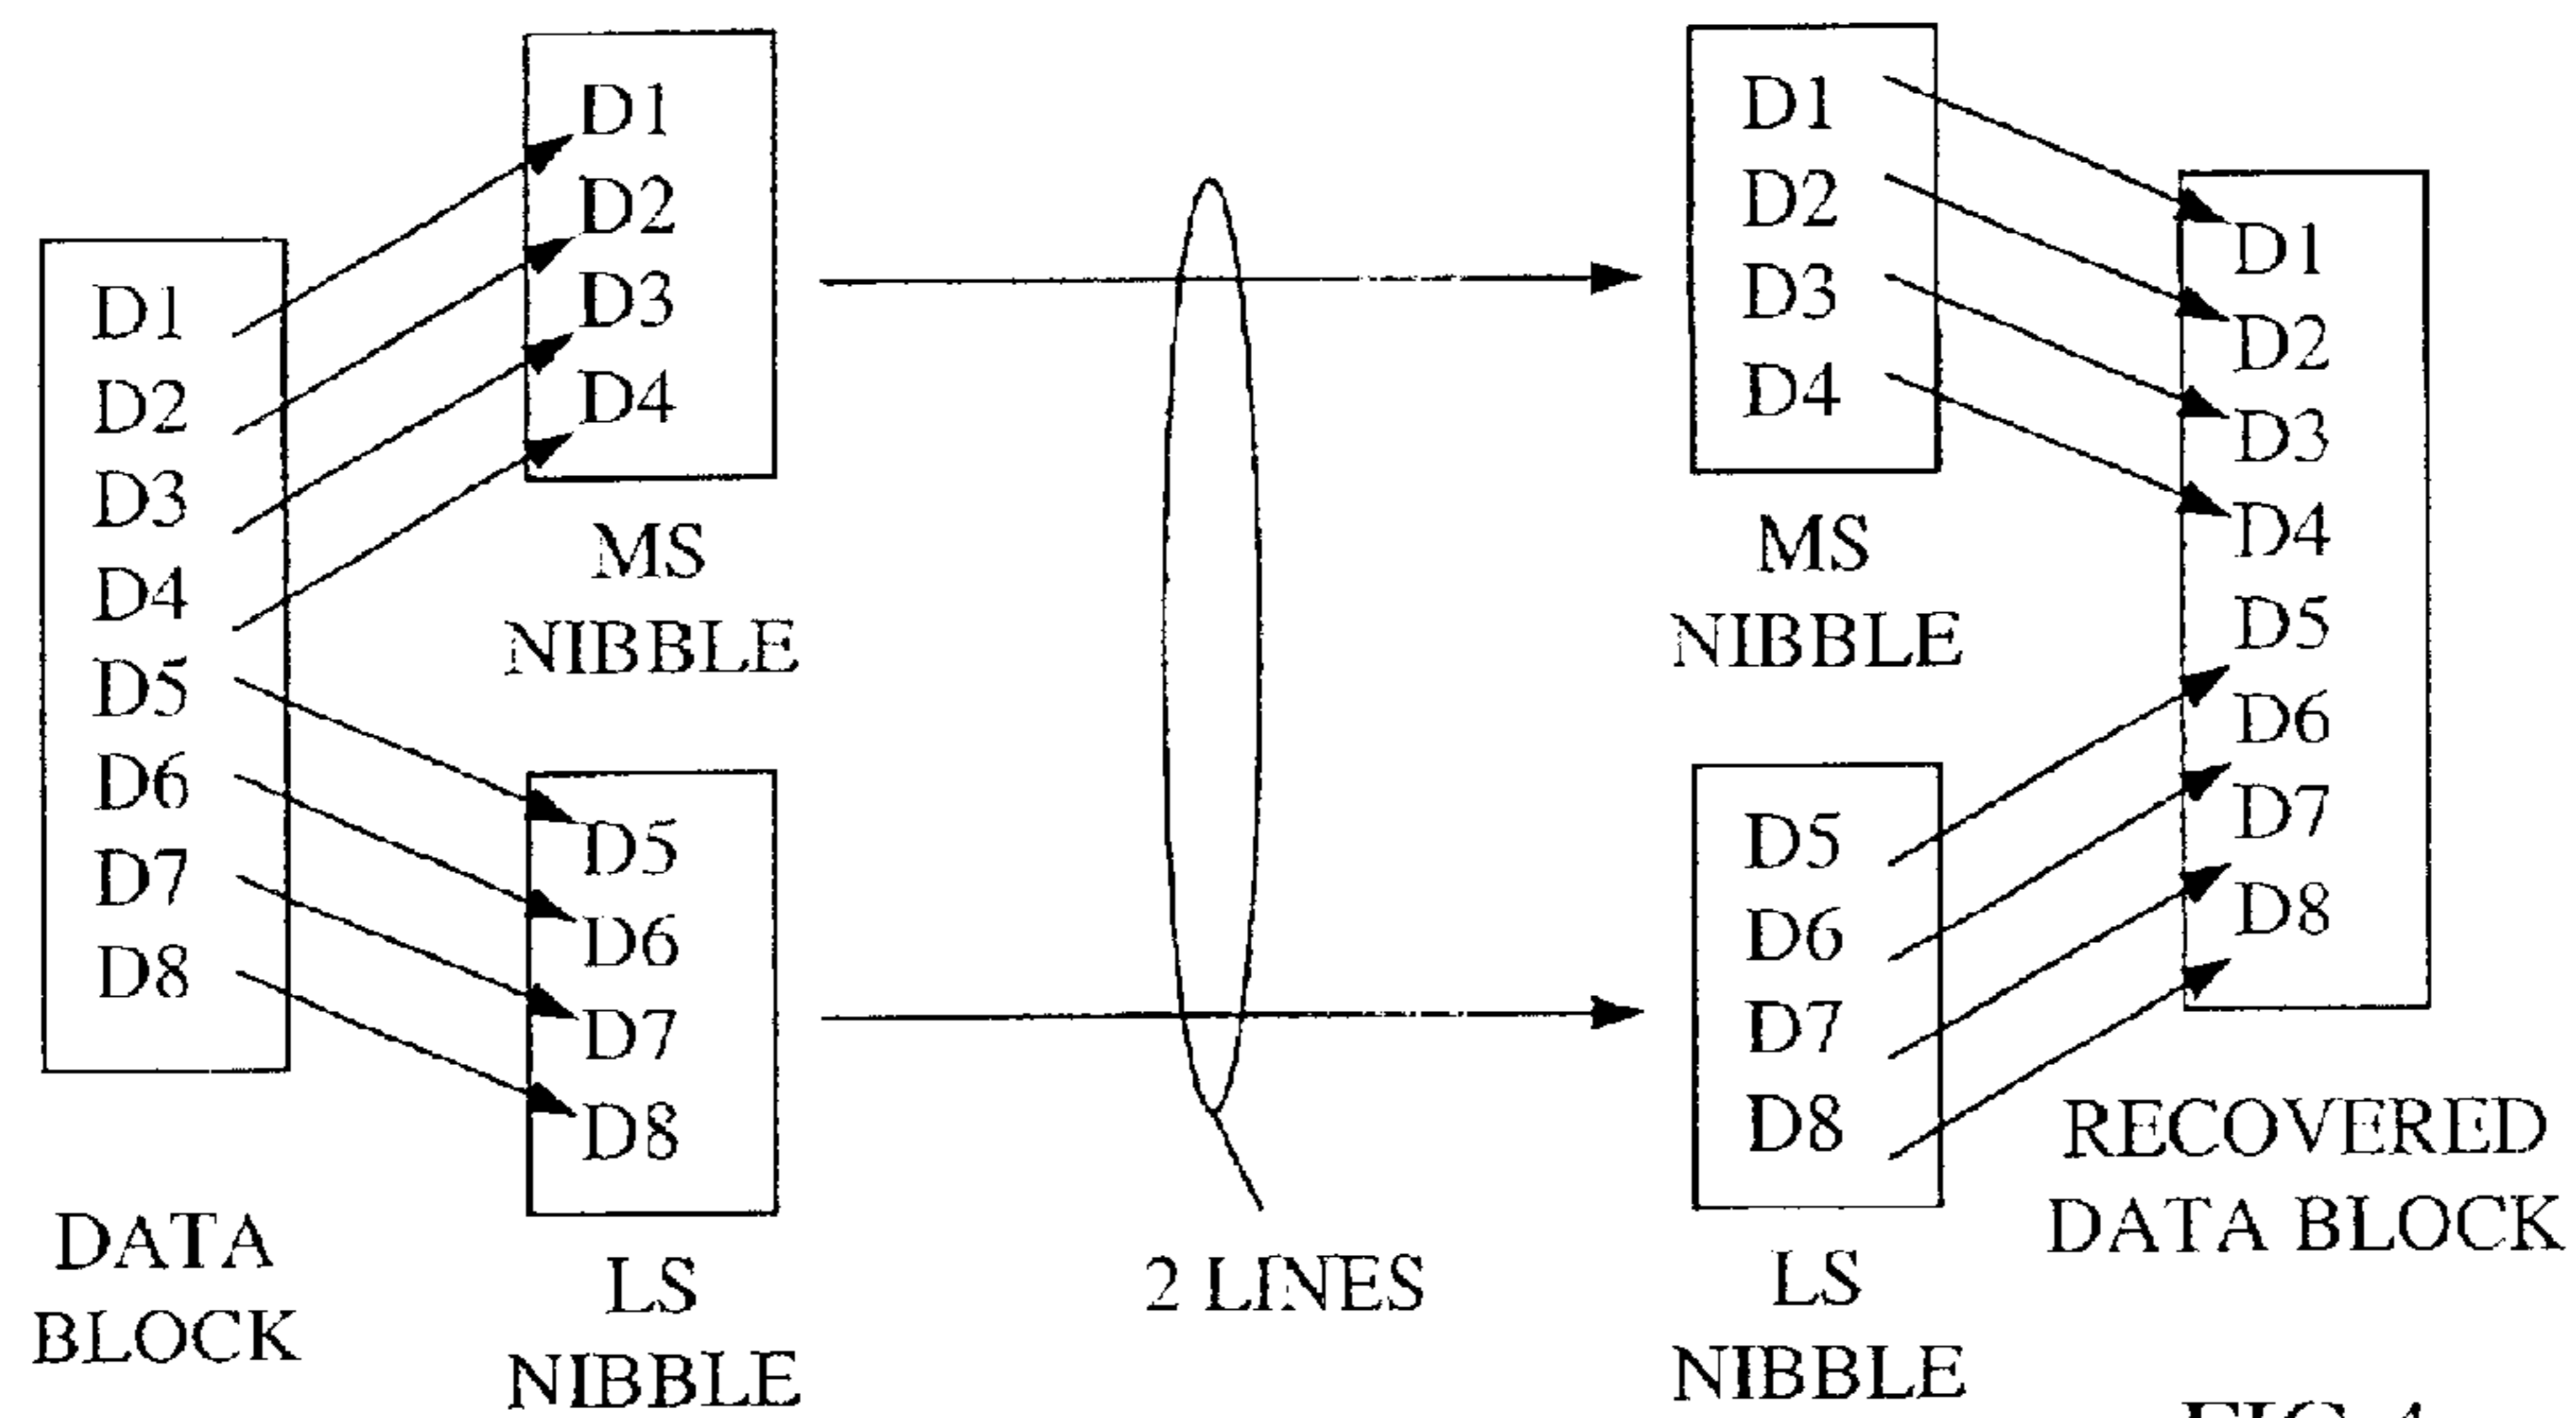 D1
D2
D3
D4
D5
D6
D7
D8
DATA
BLOCK
D1
D2
D3
D4
MS
NIBBLE
D5
D6
D7
D8
LS
NIBBLE
2 LINES
D1
D2
D3
D4
MS
NIBBLE
D5
D6
D7
D8
LS
NIBBLE
D1
D2
D3
D4
D5
D6
D7
D8
RECOVERED
DATA BLOCK